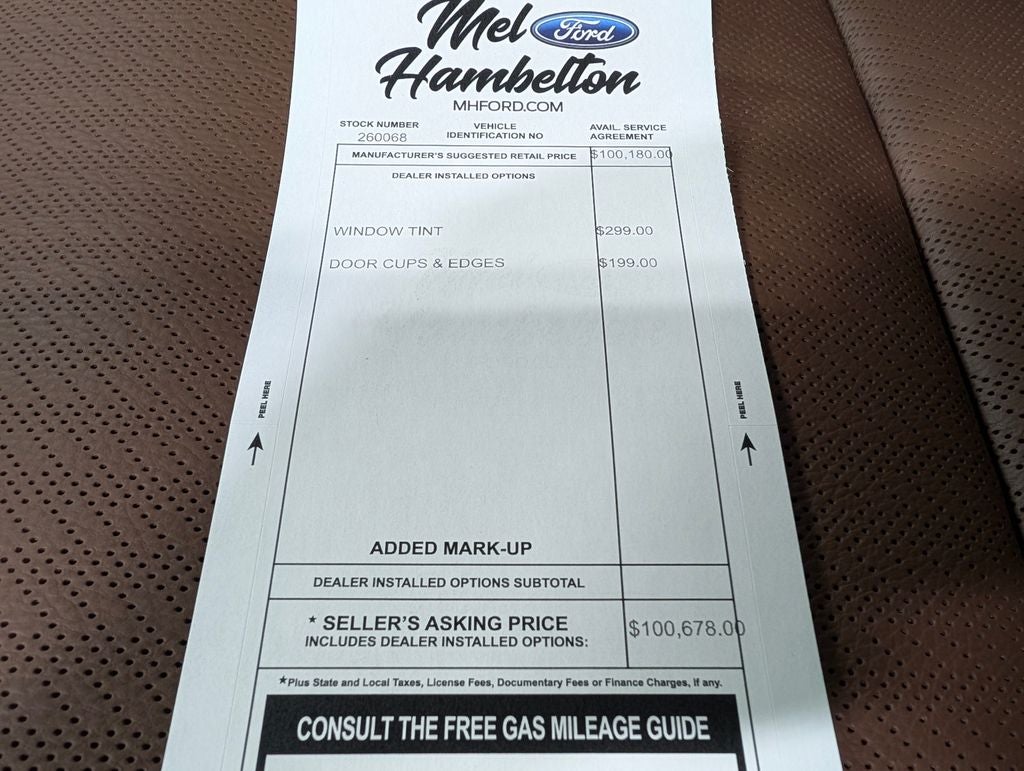 Mel Ford
Hambelton
MHFORD.COM
STOCK NUMBER
260068
VEHICLE
IDENTIFICATION NO
AVAIL. SERVICE
AGREEMENT
MANUFACTURER'S SUGGESTED RETAIL PRICE $100,180.00
DEALER INSTALLED OPTIONS
WINDOW TINT $299.00
DOOR CUPS & EDGES $199.00
PEEL HERE
PEEL HERE
ADDED MARK-UP
DEALER INSTALLED OPTIONS SUBTOTAL
* SELLER'S ASKING PRICE
INCLUDES DEALER INSTALLED OPTIONS:
$100,678.00
*Plus State and Local Taxes, License Fees, Documentary Fees or Finance Charges, if any.
CONSULT THE FREE GAS MILEAGE GUIDE